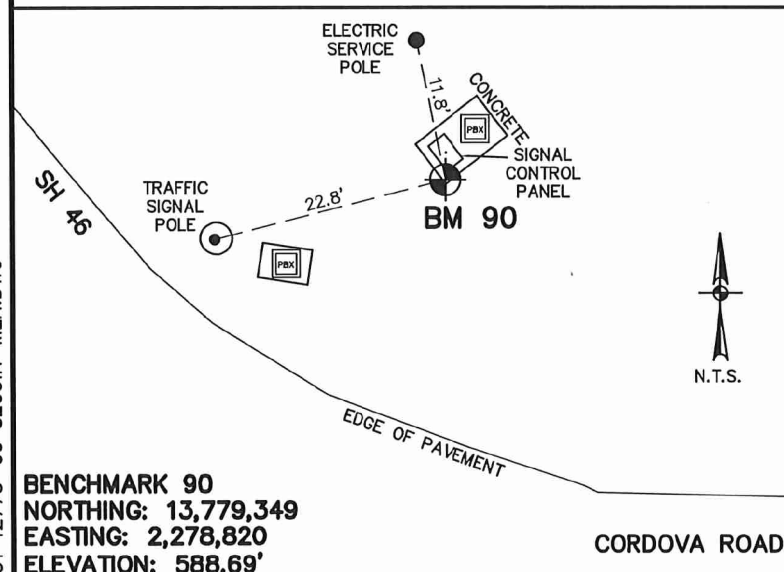 ELECTRIC
SERVICE
POLE
11.8'
CONCRETE
PBX
SIGNAL
CONTROL
PANEL
SH 46
TRAFFIC
SIGNAL
POLE
22.8'
BM 90
PBX
N.T.S.
EDGE OF PAVEMENT
BENCHMARK 90
NORTHING: 13,779,349
EASTING: 2,278,820
ELEVATION: 588.69'
CORDOVA ROAD